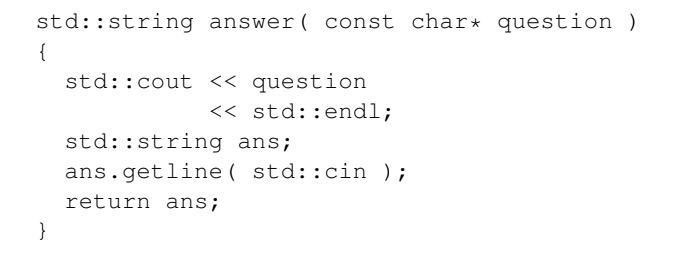 std::string answer( const char* question )
{
  std::cout << question
            << std::endl;
  std::string ans;
  ans.getline( std::cin );
  return ans;
}